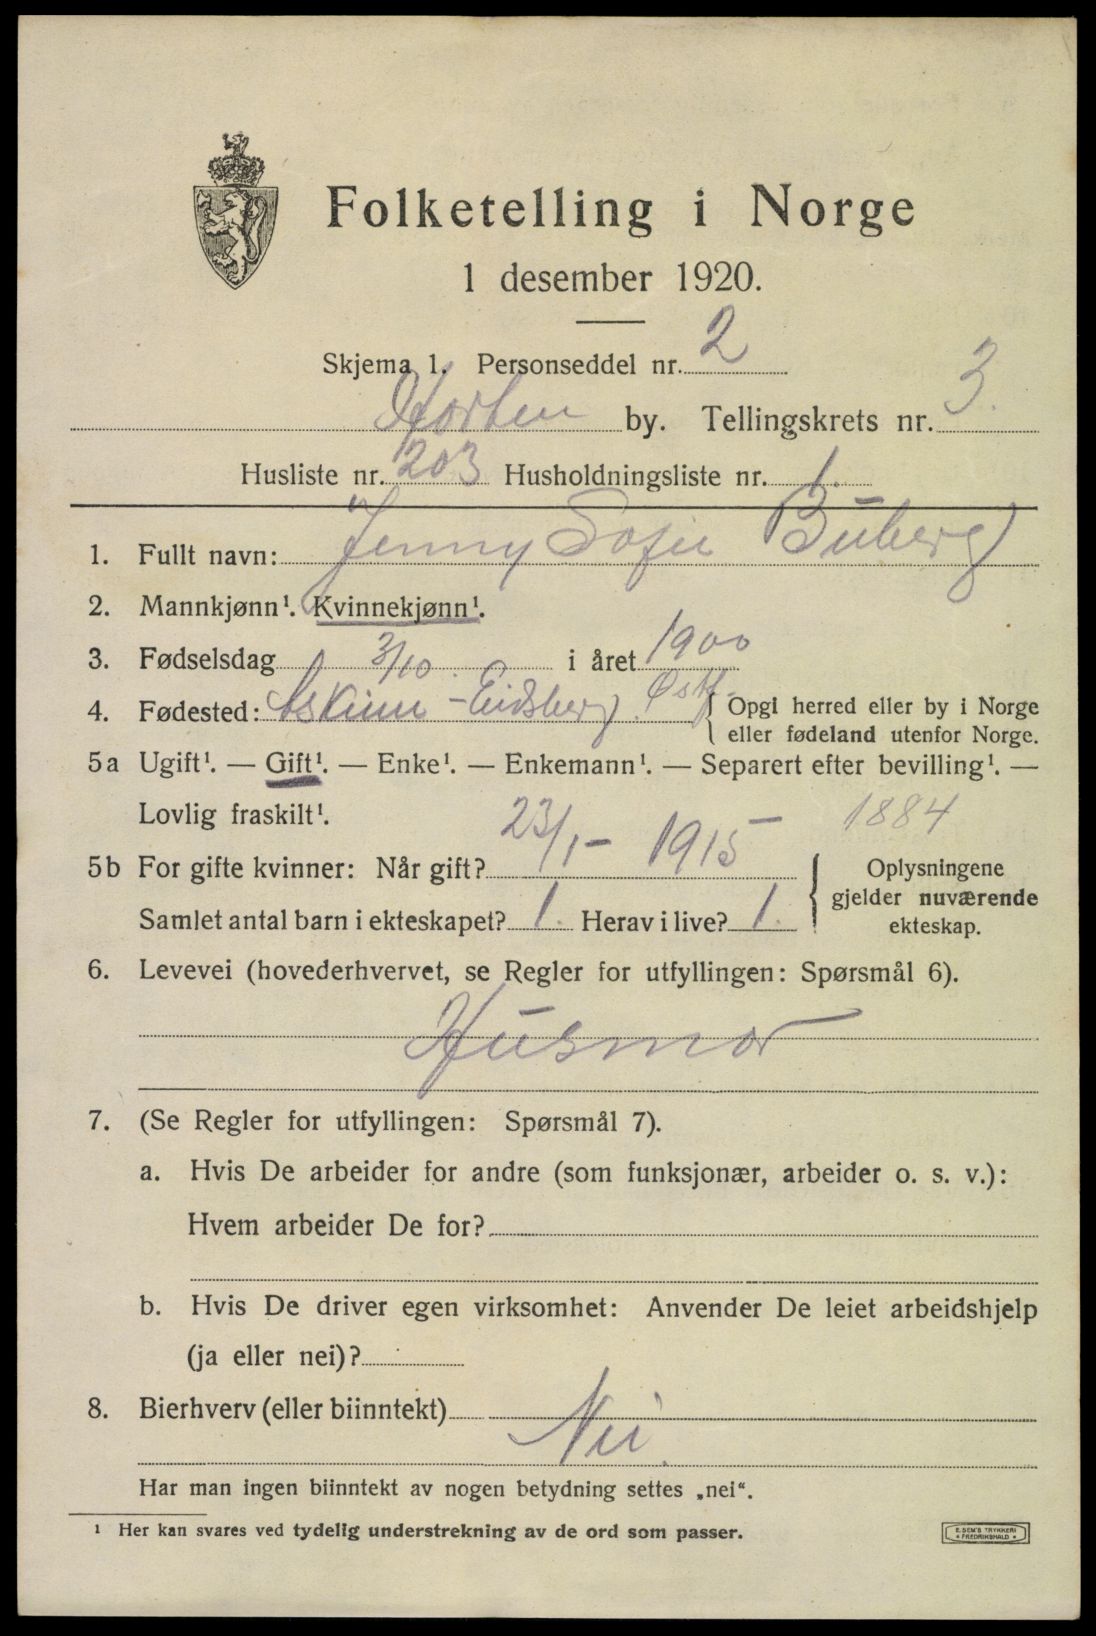 Folketelling i Norge
1 desember 1920.
Skjema 1. Personseddel nr. 2
Horten by. Tellingskrets nr. 3.
Husliste nr. 203 Husholdningsliste nr. 1.
1. Fullt navn: Jenny Sofie Buberg
2. Mannkjønn¹. Kvinnekjønn¹.
3. Fødselsdag 3/10. i året 1900
4. Fødested: Askim - Eidsberg. Østf. { Opgi herred eller by i Norge
eller fødeland utenfor Norge.
5a Ugift¹. — Gift¹. — Enke¹. — Enkemann¹. — Separert efter bevilling¹. —
Lovlig fraskilt¹.
1884
5b For gifte kvinner: Når gift? 23/1 - 1915 { Oplysningene
gjelder nuværende
ekteskap.
Samlet antal barn i ekteskapet? 1. Herav i live? 1.
6. Levevei (hovederhvervet, se Regler for utfyllingen: Spørsmål 6).
Husmor
7. (Se Regler for utfyllingen: Spørsmål 7).
a. Hvis De arbeider for andre (som funksjonær, arbeider o. s. v.):
Hvem arbeider De for?
b. Hvis De driver egen virksomhet: Anvender De leiet arbeidshjelp
(ja eller nei)?
8. Bierhverv (eller biinntekt) Nei.
Har man ingen biinntekt av nogen betydning settes „nei“.
¹ Her kan svares ved tydelig understrekning av de ord som passer.
E. SEM'S TRYKKERI
FREDRIKSHALD